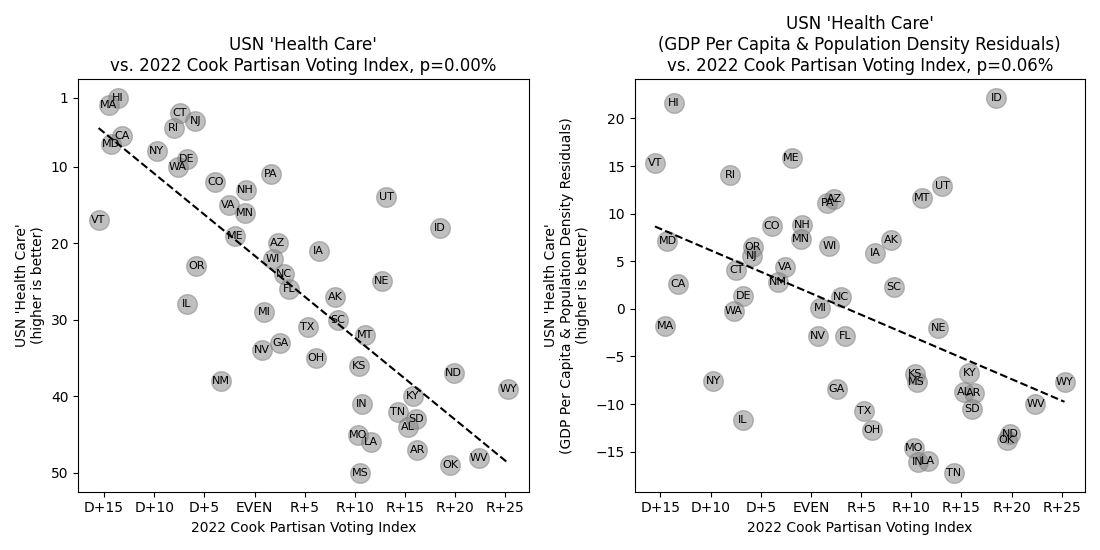 USN 'Health Care'
vs. 2022 Cook Partisan Voting Index, p=0.00%
USN 'Health Care'
(higher is better)
1
10
20
30
40
50
HI
MA
CT
NJ
RI
CA
MD
NY
DE
WA
PA
CO
NH
UT
VA
MN
VT
ID
ME
AZ
IA
WI
OR
NC
NE
FL
AK
IL
MI
SC
TX
MT
GA
NV
OH
KS
ND
NM
WY
KY
IN
TN
SD
AL
MO
LA
AR
WV
OK
MS
D+15
D+10
D+5
EVEN
R+5
R+10
R+15
R+20
R+25
2022 Cook Partisan Voting Index
USN 'Health Care'
(GDP Per Capita & Population Density Residuals)
vs. 2022 Cook Partisan Voting Index, p=0.06%
USN 'Health Care'
(GDP Per Capita & Population Density Residuals)
(higher is better)
20
15
10
5
0
−5
−10
−15
ID
HI
ME
VT
RI
UT
MT
AZ
PA
NH
CO
MN
AK
MD
WI
OR
IA
NJ
VA
CT
NM
CA
SC
DE
NC
MI
WA
MA
NE
NV
FL
KS
KY
NY
MS
WY
GA
AL
AR
WV
SD
TX
IL
OH
ND
OK
MO
LA
IN
TN
D+15
D+10
D+5
EVEN
R+5
R+10
R+15
R+20
R+25
2022 Cook Partisan Voting Index